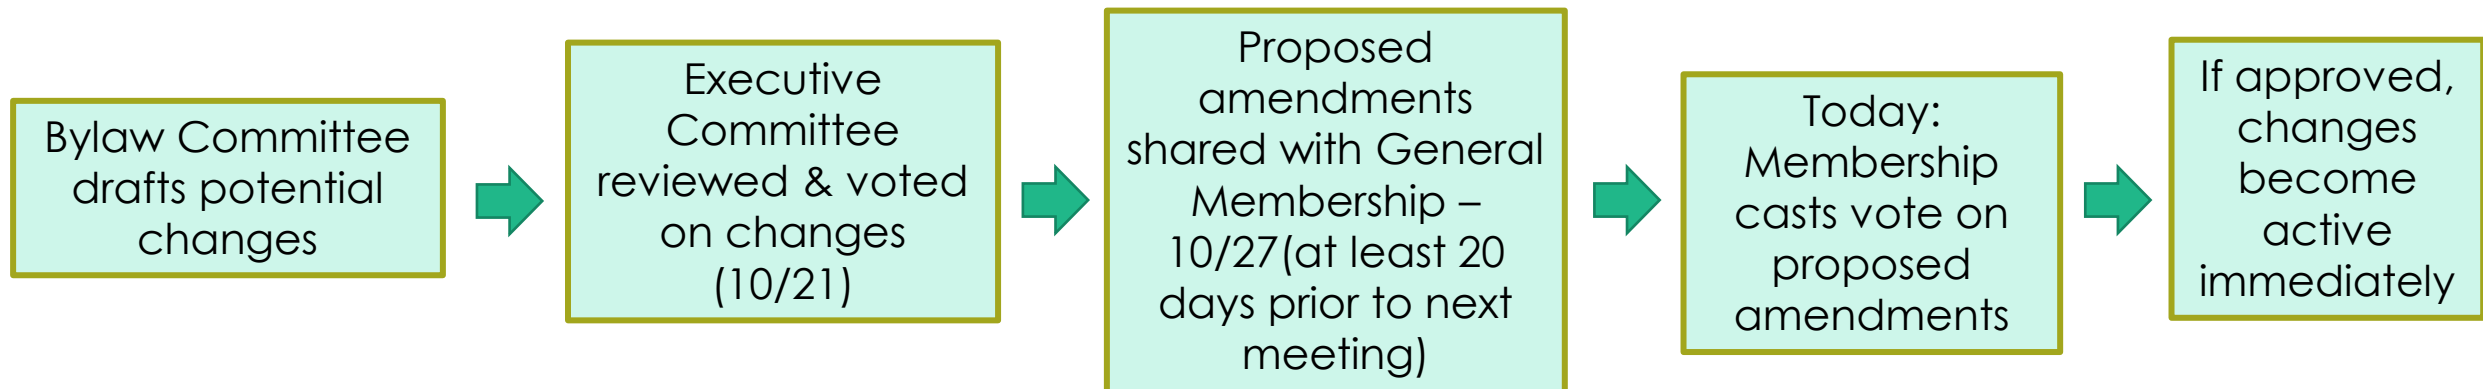 Bylaw Committee
drafts potential
changes
Executive
Committee
reviewed & voted
on changes
(10/21)
Proposed
amendments
shared with General
Membership –
10/27(at least 20
days prior to next
meeting)
Today:
Membership
casts vote on
proposed
amendments
If approved,
changes
become
active
immediately